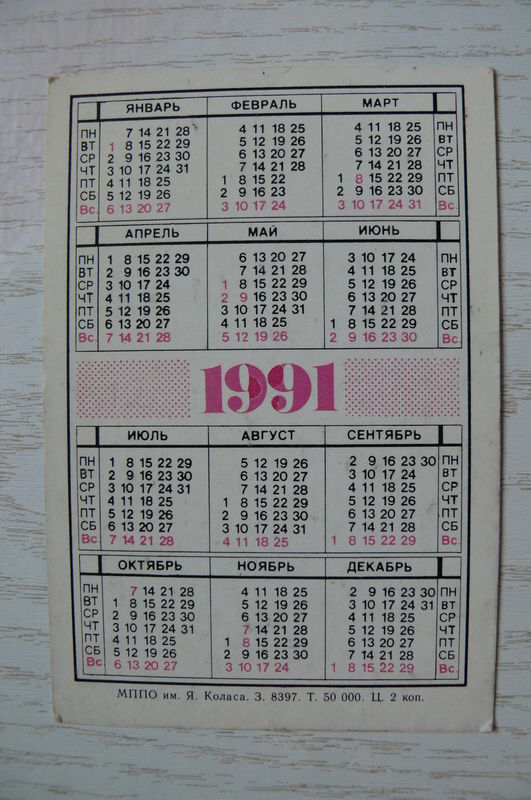 ЯНВАРЬ ФЕВРАЛЬ МАРТ
ПН 7 14 21 28 4 11 18 25 4 11 18 25 ПН
ВТ 1 8 15 22 29 5 12 19 26 5 12 19 26 ВТ
СР 2 9 16 23 30 6 13 20 27 6 13 20 27 СР
ЧТ 3 10 17 24 31 7 14 21 28 7 14 21 28 ЧТ
ПТ 4 11 18 25 1 8 15 22 1 8 15 22 29 ПТ
СБ 5 12 19 26 2 9 16 23 2 9 16 23 30 СБ
Вс. 6 13 20 27 3 10 17 24 3 10 17 24 31 Вс.
АПРЕЛЬ МАЙ ИЮНЬ
ПН 1 8 15 22 29 6 13 20 27 3 10 17 24 ПН
ВТ 2 9 16 23 30 7 14 21 28 4 11 18 25 ВТ
СР 3 10 17 24 1 8 15 22 29 5 12 19 26 СР
ЧТ 4 11 18 25 2 9 16 23 30 6 13 20 27 ЧТ
ПТ 5 12 19 26 3 10 17 24 31 7 14 21 28 ПТ
СБ 6 13 20 27 4 11 18 25 1 8 15 22 29 СБ
Вс. 7 14 21 28 5 12 19 26 2 9 16 23 30 Вс.
1991
ИЮЛЬ АВГУСТ СЕНТЯБРЬ
ПН 1 8 15 22 29 5 12 19 26 2 9 16 23 30 ПН
ВТ 2 9 16 23 30 6 13 20 27 3 10 17 24 ВТ
СР 3 10 17 24 31 7 14 21 28 4 11 18 25 СР
ЧТ 4 11 18 25 1 8 15 22 29 5 12 19 26 ЧТ
ПТ 5 12 19 26 2 9 16 23 30 6 13 20 27 ПТ
СБ 6 13 20 27 3 10 17 24 31 7 14 21 28 СБ
Вс. 7 14 21 28 4 11 18 25 1 8 15 22 29 Вс.
ОКТЯБРЬ НОЯБРЬ ДЕКАБРЬ
ПН 7 14 21 28 4 11 18 25 2 9 16 23 30 ПН
ВТ 1 8 15 22 29 5 12 19 26 3 10 17 24 31 ВТ
СР 2 9 16 23 30 6 13 20 27 4 11 18 25 СР
ЧТ 3 10 17 24 31 7 14 21 28 5 12 19 26 ЧТ
ПТ 4 11 18 25 1 8 15 22 29 6 13 20 27 ПТ
СБ 5 12 19 26 2 9 16 23 30 7 14 21 28 СБ
Вс 6 13 20 27 3 10 17 24 1 8 15 22 29 Вс.
МППО им. Я. Коласа. З. 8397. Т. 50 000. Ц. 2 коп.